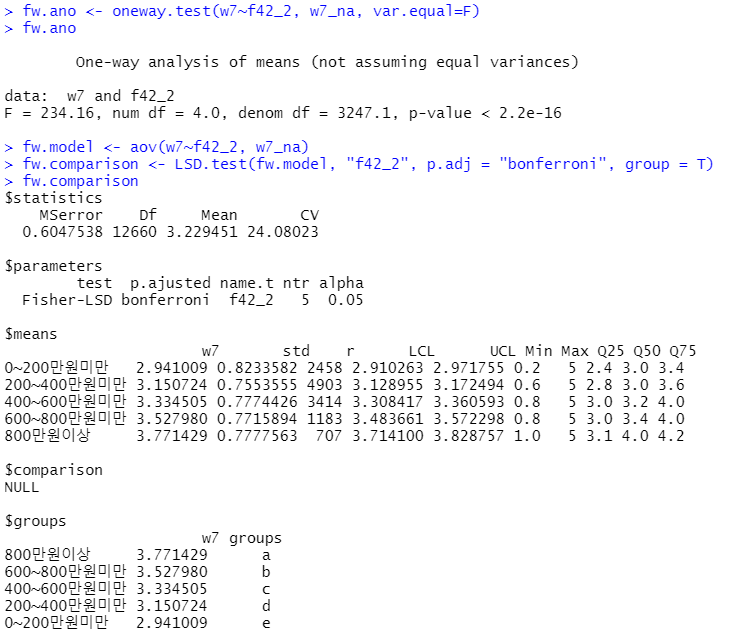 > fw.ano <- oneway.test(w7~f42_2, w7_na, var.equal=F)
> fw.ano
One-way analysis of means (not assuming equal variances)
data:  w7 and f42_2
F = 234.16, num df = 4.0, denom df = 3247.1, p-value < 2.2e-16
> fw.model <- aov(w7~f42_2, w7_na)
> fw.comparison <- LSD.test(fw.model, "f42_2", p.adj = "bonferroni", group = T)
> fw.comparison
$statistics
MSerror    Df     Mean       CV
0.6047538 12660 3.229451 24.08023
$parameters
test  p.ajusted name.t ntr alpha
Fisher-LSD bonferroni  f42_2   5  0.05
$means
w7       std    r      LCL      UCL Min Max Q25 Q50 Q75
0~200만원미만   2.941009 0.8233582 2458 2.910263 2.971755 0.2   5 2.4 3.0 3.4
200~400만원미만 3.150724 0.7553555 4903 3.128955 3.172494 0.6   5 2.8 3.0 3.6
400~600만원미만 3.334505 0.7774426 3414 3.308417 3.360593 0.8   5 3.0 3.2 4.0
600~800만원미만 3.527980 0.7715894 1183 3.483661 3.572298 0.8   5 3.0 3.4 4.0
800만원이상     3.771429 0.7777563  707 3.714100 3.828757 1.0   5 3.1 4.0 4.2
$comparison
NULL
$groups
w7 groups
800만원이상     3.771429      a
600~800만원미만 3.527980      b
400~600만원미만 3.334505      c
200~400만원미만 3.150724      d
0~200만원미만   2.941009      e